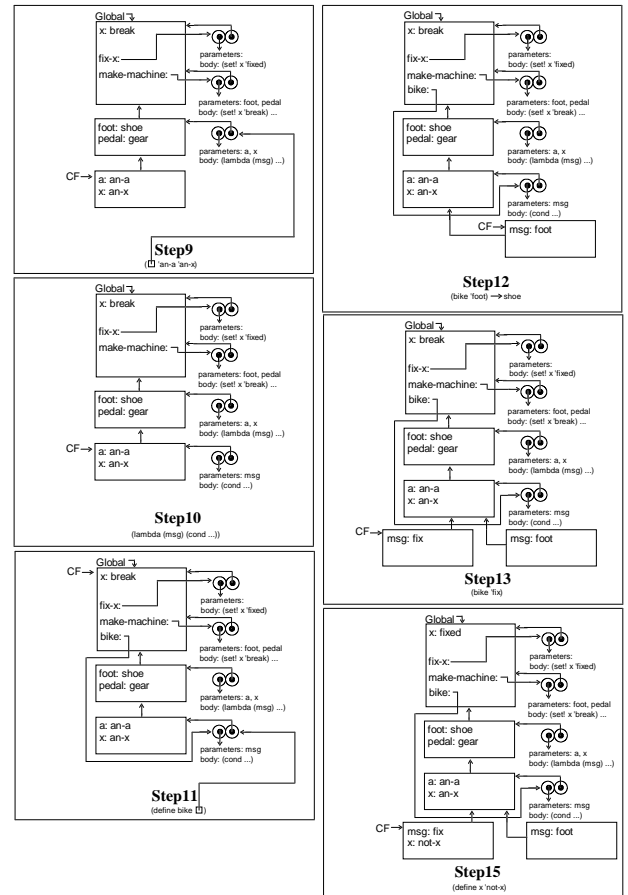 Global
x: break
fix-x:
parameters:
body: (set! x 'fixed)
make-machine:
parameters: foot, pedal
body: (set! x 'break) ...
foot: shoe
pedal: gear
parameters: a, x
body: (lambda (msg) ...)
CF
a: an-a
x: an-x
Step9
( 'an-a 'an-x)
Global
x: break
fix-x:
parameters:
body: (set! x 'fixed)
make-machine:
parameters: foot, pedal
body: (set! x 'break) ...
foot: shoe
pedal: gear
parameters: a, x
body: (lambda (msg) ...)
CF
a: an-a
x: an-x
parameters: msg
body: (cond ...)
Step10
(lambda (msg) (cond ...))
Global
CF
x: break
fix-x:
parameters:
body: (set! x 'fixed)
make-machine:
bike:
parameters: foot, pedal
body: (set! x 'break) ...
foot: shoe
pedal: gear
parameters: a, x
body: (lambda (msg) ...)
a: an-a
x: an-x
parameters: msg
body: (cond ...)
Step11
(define bike )
Global
x: break
fix-x:
parameters:
body: (set! x 'fixed)
make-machine:
bike:
parameters: foot, pedal
body: (set! x 'break) ...
foot: shoe
pedal: gear
parameters: a, x
body: (lambda (msg) ...)
a: an-a
x: an-x
parameters: msg
body: (cond ...)
CF
msg: foot
Step12
(bike 'foot) → shoe
Global
x: break
fix-x:
parameters:
body: (set! x 'fixed)
make-machine:
bike:
parameters: foot, pedal
body: (set! x 'break) ...
foot: shoe
pedal: gear
parameters: a, x
body: (lambda (msg) ...)
a: an-a
x: an-x
parameters: msg
body: (cond ...)
CF
msg: fix
msg: foot
Step13
(bike 'fix)
Global
x: fixed
fix-x:
parameters:
body: (set! x 'fixed)
make-machine:
bike:
parameters: foot, pedal
body: (set! x 'break) ...
foot: shoe
pedal: gear
parameters: a, x
body: (lambda (msg) ...)
a: an-a
x: an-x
parameters: msg
body: (cond ...)
CF
msg: fix
x: not-x
msg: foot
Step15
(define x 'not-x)